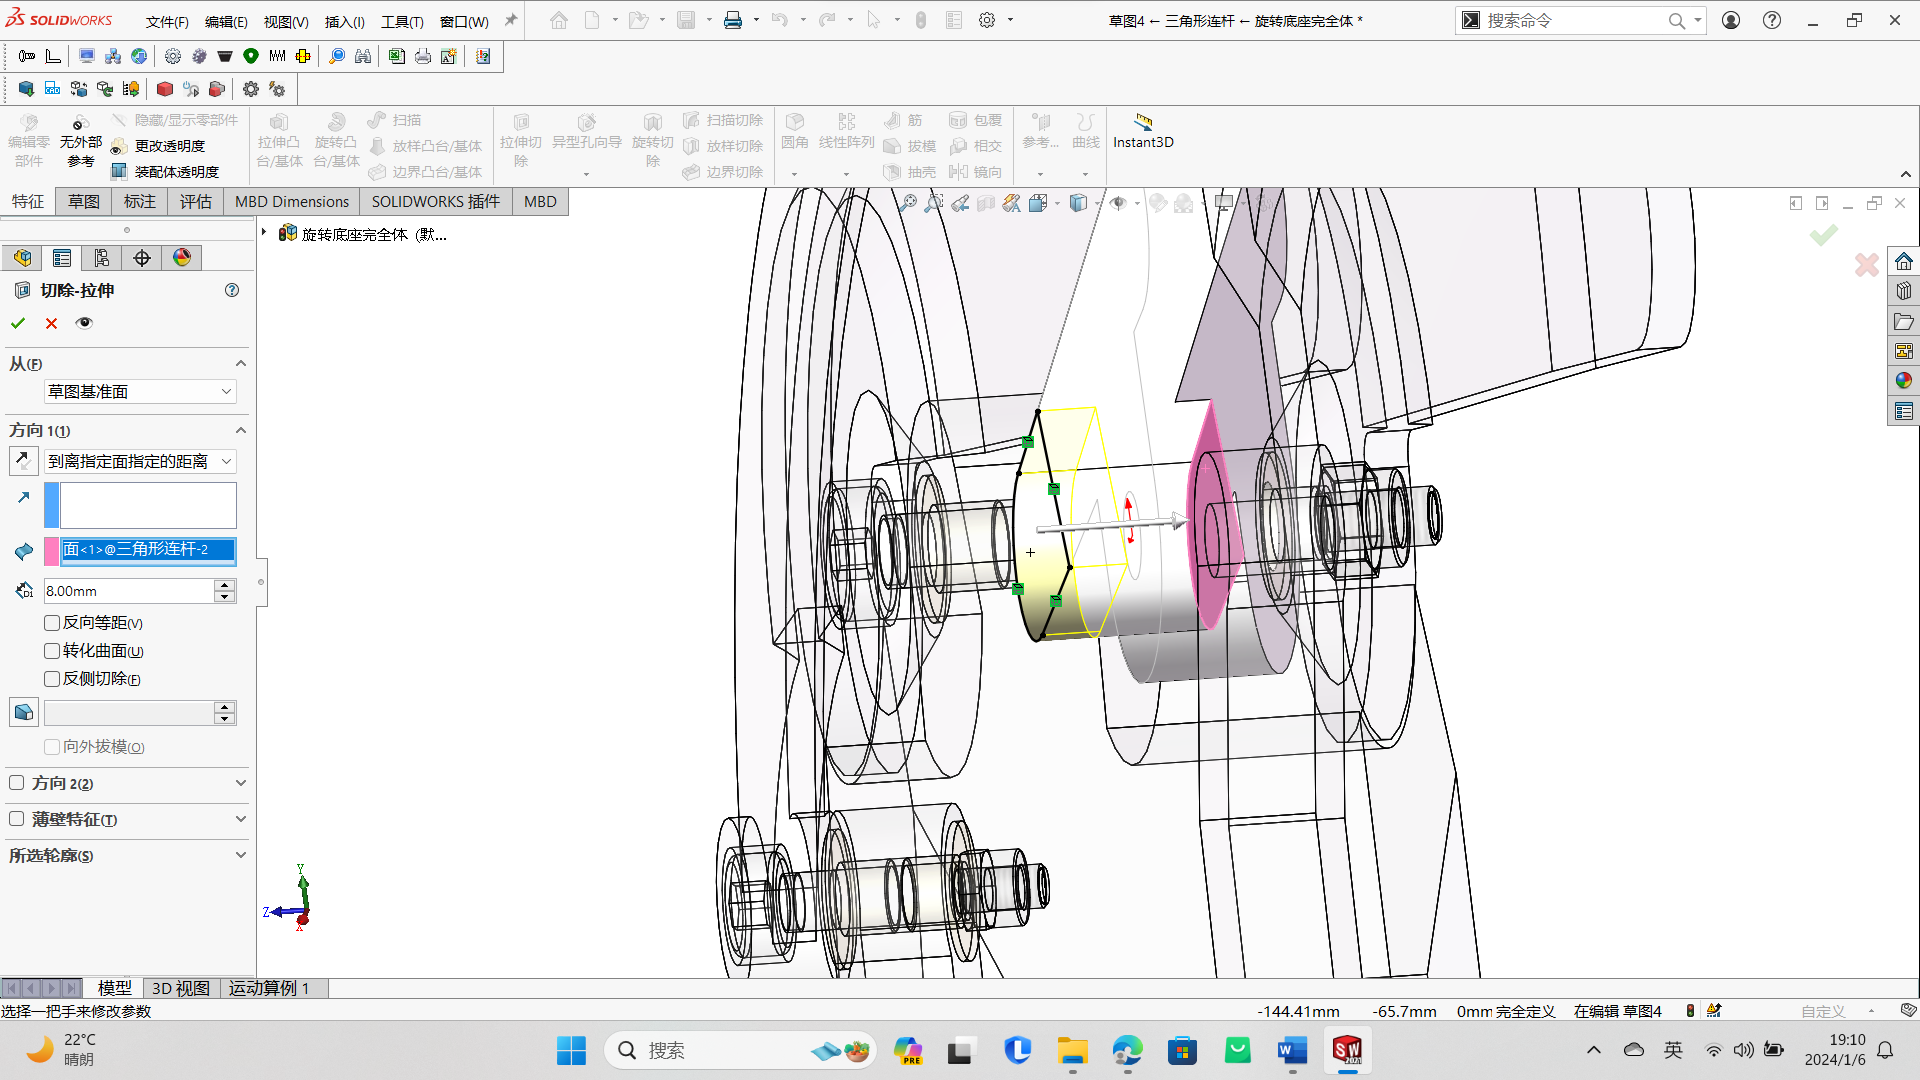 SOLIDWORKS
文件(F) 编辑(E) 视图(V) 插入(I) 工具(T) 窗口(W)
草图4 ← 三角形连杆 ← 旋转底座完全体 *
搜索命令
编辑零部件
无外部参考
隐藏/显示零部件
更改透明度
装配体透明度
拉伸凸台/基体
旋转凸台/基体
扫描
放样凸台/基体
边界凸台/基体
拉伸切除
异型孔向导
旋转切除
扫描切除
放样切除
边界切除
圆角
线性阵列
筋
拔模
抽壳
包覆
相交
镜向
参考...
曲线
Instant3D
特征 草图 标注 评估 MBD Dimensions SOLIDWORKS 插件 MBD
旋转底座完全体 (默...
切除-拉伸
从(F)
草图基准面
方向 1(1)
到离指定面指定的距离
面<1>@三角形连杆-2
8.00mm
反向等距(V)
转化曲面(U)
反侧切除(F)
向外拔模(O)
方向 2(2)
薄壁特征(T)
所选轮廓(S)
Y
Z
X
模型 3D 视图 运动算例 1
选择一把手来修改参数
-144.41mm -65.7mm 0mm 完全定义 在编辑 草图4 自定义
22°C
晴朗
搜索
PRE
英
19:10
2024/1/6